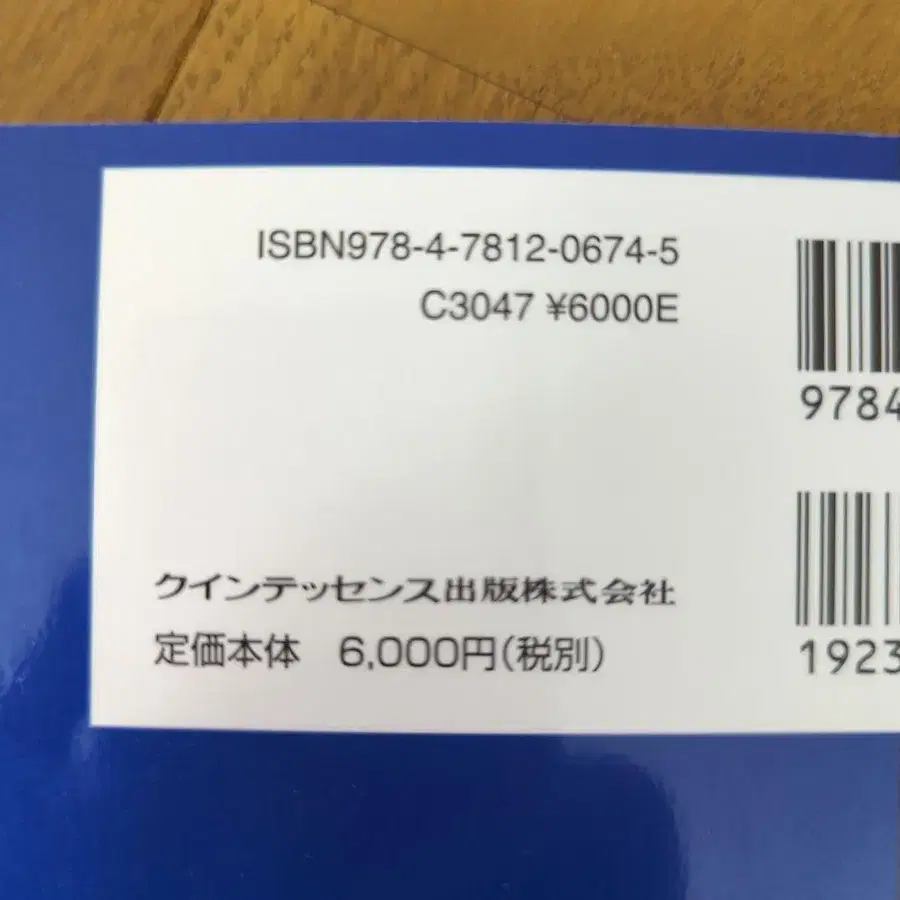 ISBN978-4-7812-0674-5
C3047 ¥6000E
9784
クインテッセンス出版株式会社
定価本体 6,000円(税別)
1923